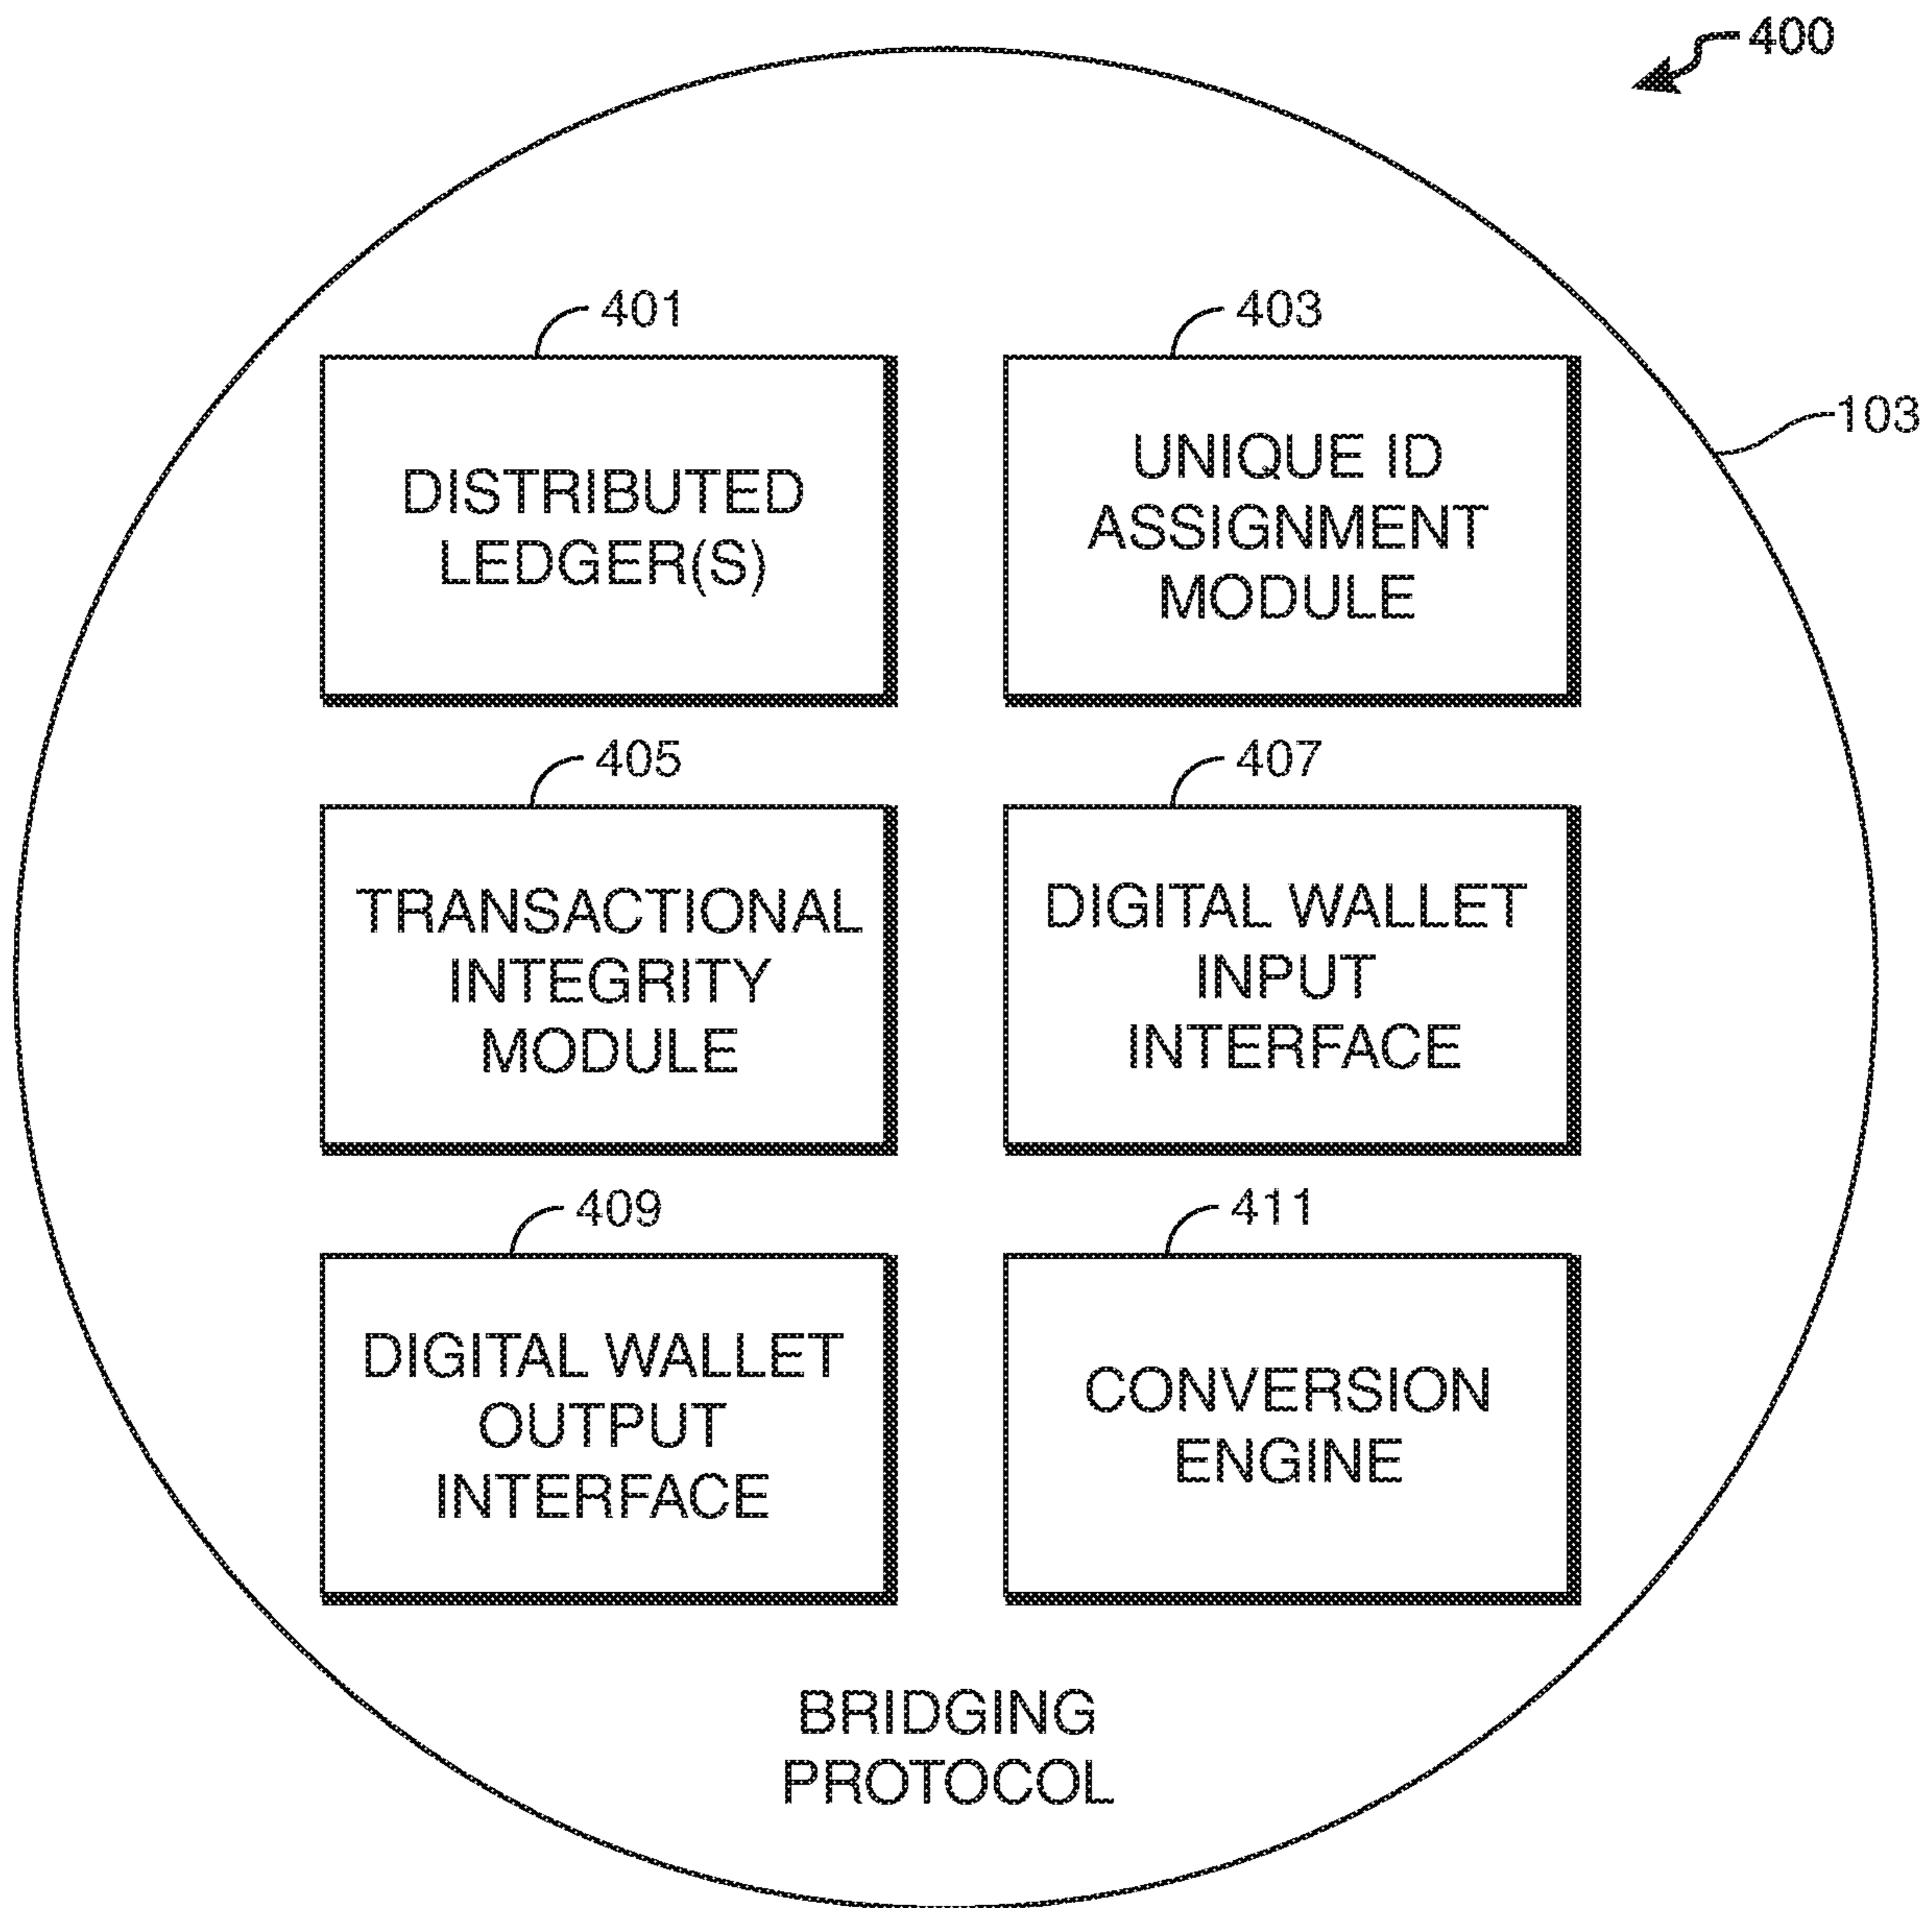 400
401
403
103
DISTRIBUTED
LEDGER(S)
UNIQUE ID
ASSIGNMENT
MODULE
405
407
TRANSACTIONAL
INTEGRITY
MODULE
DIGITAL WALLET
INPUT
INTERFACE
409
411
DIGITAL WALLET
OUTPUT
INTERFACE
CONVERSION
ENGINE
BRIDGING
PROTOCOL